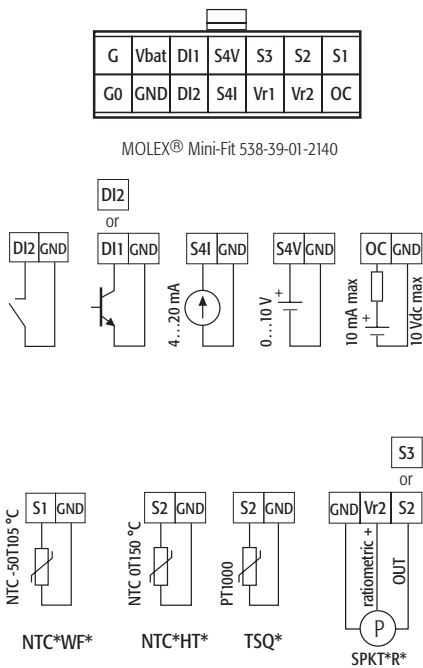 G Vbat DI1 S4V S3 S2 S1
G0 GND DI2 S4I Vr1 Vr2 OC
MOLEX® Mini-Fit 538-39-01-2140
DI2
or
DI2 GND
DI1 GND
S4I GND
4...20 mA
S4V GND
0...10 V
+
OC GND
10 mA max
+
10 Vdc max
S1 GND
NTC -50T105 °C
NTC*WF*
S2 GND
NTC 0T150 °C
NTC*HT*
S2 GND
PT1000
TSQ*
S3
or
GND Vr2 S2
ratiometric +
OUT
P
SPKT*R*